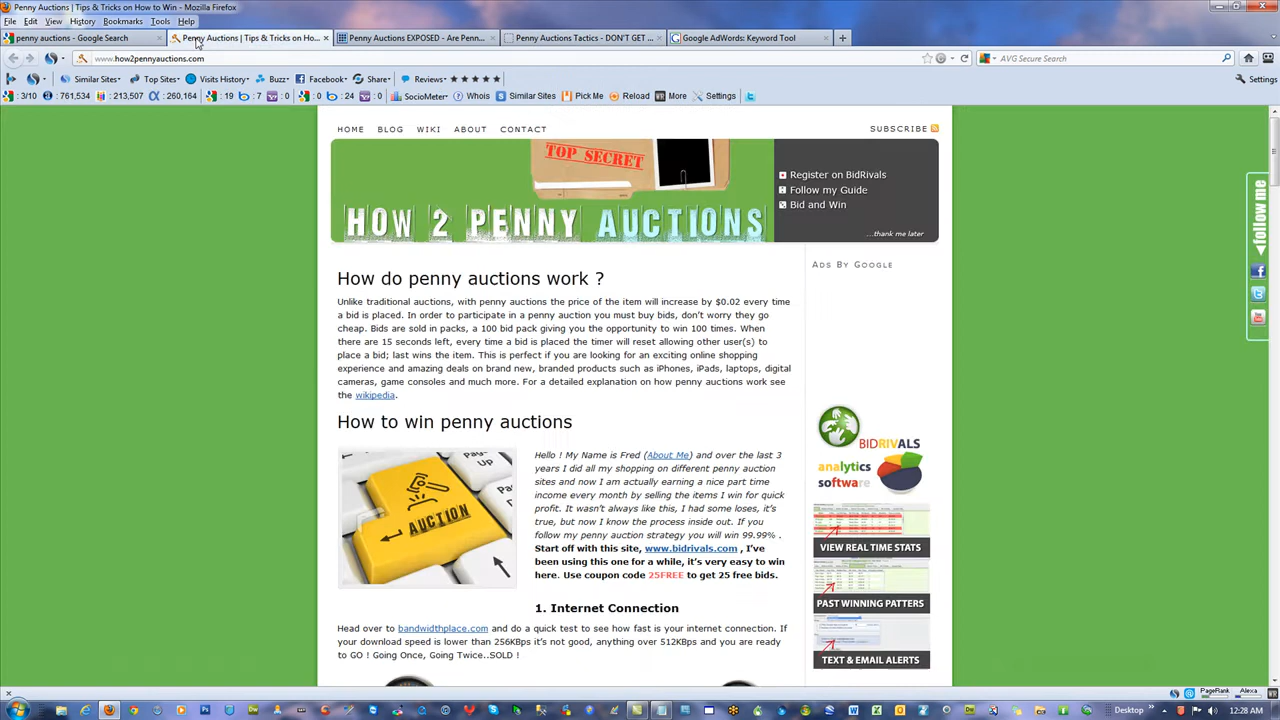 Penny Auctions | Tips & Tricks on How to Win - Mozilla Firefox
File Edit View History Bookmarks Tools Help
penny auctions - Google Search
Penny Auctions | Tips & Tricks on Ho...
Penny Auctions EXPOSED - Are Penn...
Penny Auctions Tactics - DON'T GET ...
Google AdWords: Keyword Tool
www.how2pennyauctions.com
AVG Secure Search
Similar Sites
Top Sites
Visits History
Buzz
Facebook
Share
Reviews
Settings
: 3/10 : 761,534 : 213,507 : 260,164 : 19 : 7 : 0 : 0 : 24 : 0 SocioMeter Whois Similar Sites Pick Me Reload More Settings
HOME BLOG WIKI ABOUT CONTACT
SUBSCRIBE
TOP SECRET
HOW 2 PENNY AUCTIONS
Register on BidRivals
Follow my Guide
Bid and Win
...thank me later
follow me
How do penny auctions work ?
Unlike traditional auctions, with penny auctions the price of the item will increase by $0.02 every time
a bid is placed. In order to participate in a penny auction you must buy bids, don't worry they go
cheap. Bids are sold in packs, a 100 bid pack giving you the opportunity to win 100 times. When
there are 15 seconds left, every time a bid is placed the timer will reset allowing other user(s) to
place a bid; last wins the item. This is perfect if you are looking for an exciting online shopping
experience and amazing deals on brand new, branded products such as iPhones, iPads, laptops, digital
cameras, game consoles and much more. For a detailed explanation on how penny auctions work see
the wikipedia.
How to win penny auctions
AUCTION
Hello ! My Name is Fred (About Me) and over the last 3
years I did all my shopping on different penny auction
sites and now I am actually earning a nice part time
income every month by selling the items I win for quick
profit. It wasn't always like this, I had some loses, it's
true, but now I know the process inside out. If you
follow my penny auction strategy you will win 99.99% .
Start off with this site, www.bidrivals.com , I've
been using this one for a while, it's very easy to win
here. Use coupon code 25FREE to get 25 free bids.
1. Internet Connection
Head over to bandwidthplace.com and do a quick test to see how fast is your internet connection. If
your download speed is lower than 256KBps it's not good, anything over 512KBps and you are ready
to GO ! Going Once, Going Twice..SOLD !
Ads By Google
BIDRIVALS
analytics
software
VIEW REAL TIME STATS
PAST WINNING PATTERS
TEXT & EMAIL ALERTS
PageRank
Alexa
Desktop
12:28 AM